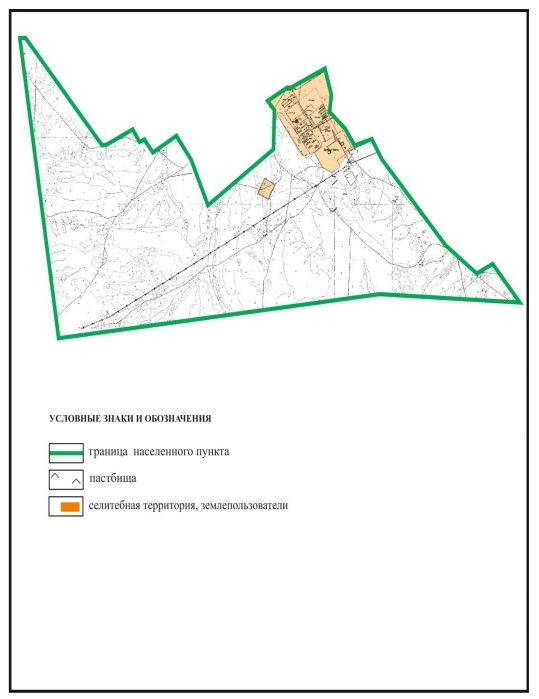 УСЛОВНЫЕ ЗНАКИ И ОБОЗНАЧЕНИЯ
граница населенного пункта
пастбища
селитебная территория, землепользователи